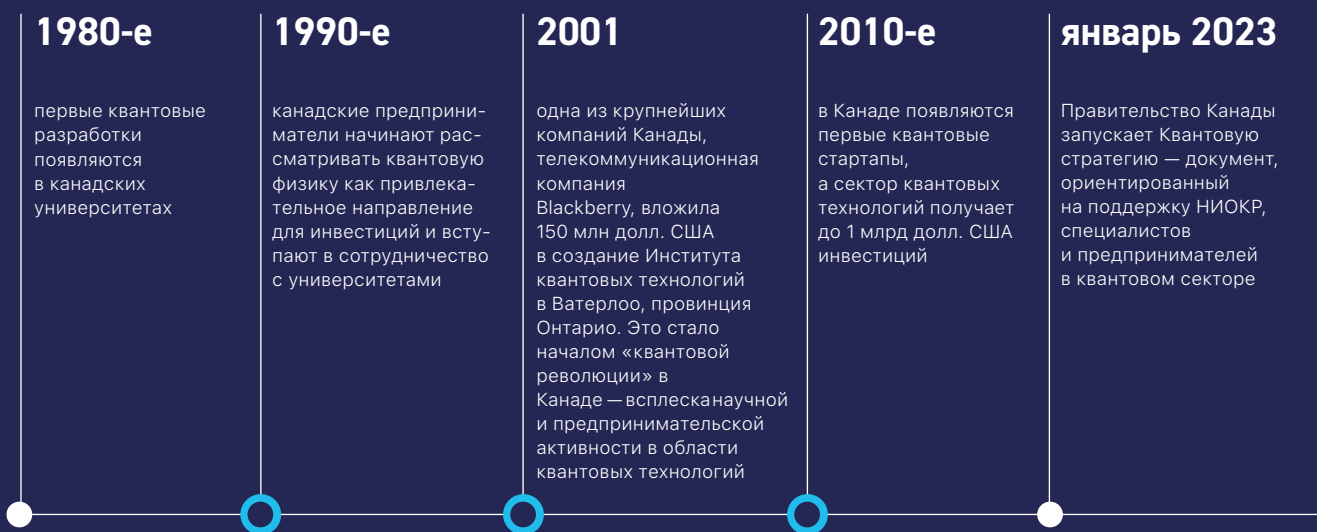 1980-е
первые квантовые
разработки
появляются
в канадских
университетах
1990-е
канадские предприни-
матели начинают рас-
сматривать квантовую
физику как привлека-
тельное направление
для инвестиций и всту-
пают в сотрудничество
с университетами
2001
одна из крупнейших
компаний Канады,
телекоммуникационная
компания
Blackberry, вложила
150 млн долл. США
в создание Института
квантовых технологий
в Ватерлоо, провинция
Онтарио. Это стало
началом «квантовой
революции» в
Канаде — всплеска научной
и предпринимательской
активности в области
квантовых технологий
2010-е
в Канаде появляются
первые квантовые
стартапы,
а сектор квантовых
технологий получает
до 1 млрд долл. США
инвестиций
январь 2023
Правительство Канады
запускает Квантовую
стратегию — документ,
ориентированный
на поддержку НИОКР,
специалистов
и предпринимателей
в квантовом секторе